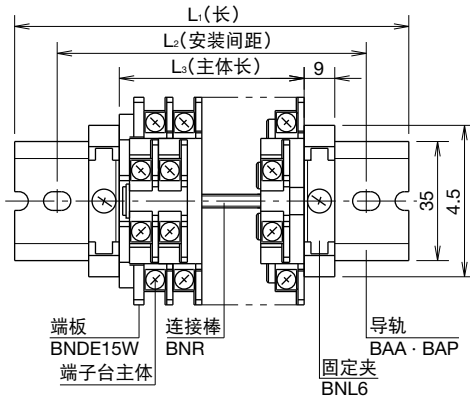 L₁(长)
L₂(安装间距)
L₃(主体长)
9
35
4.5
端板
BNDE15W
端子台主体
连接棒
BNR
固定夹
BNL6
导轨
BAA · BAP